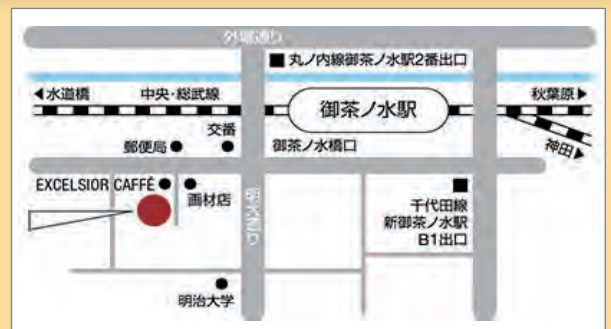 外堀通り
■丸ノ内線御茶ノ水駅2番出口
◀水道橋
中央・総武線
御茶ノ水駅
秋葉原▶
神田▶
交番
郵便局●
御茶ノ水橋口
EXCELSIOR CAFFÉ
画材店
明大通り
千代田線
新御茶ノ水駅
B1出口
明治大学